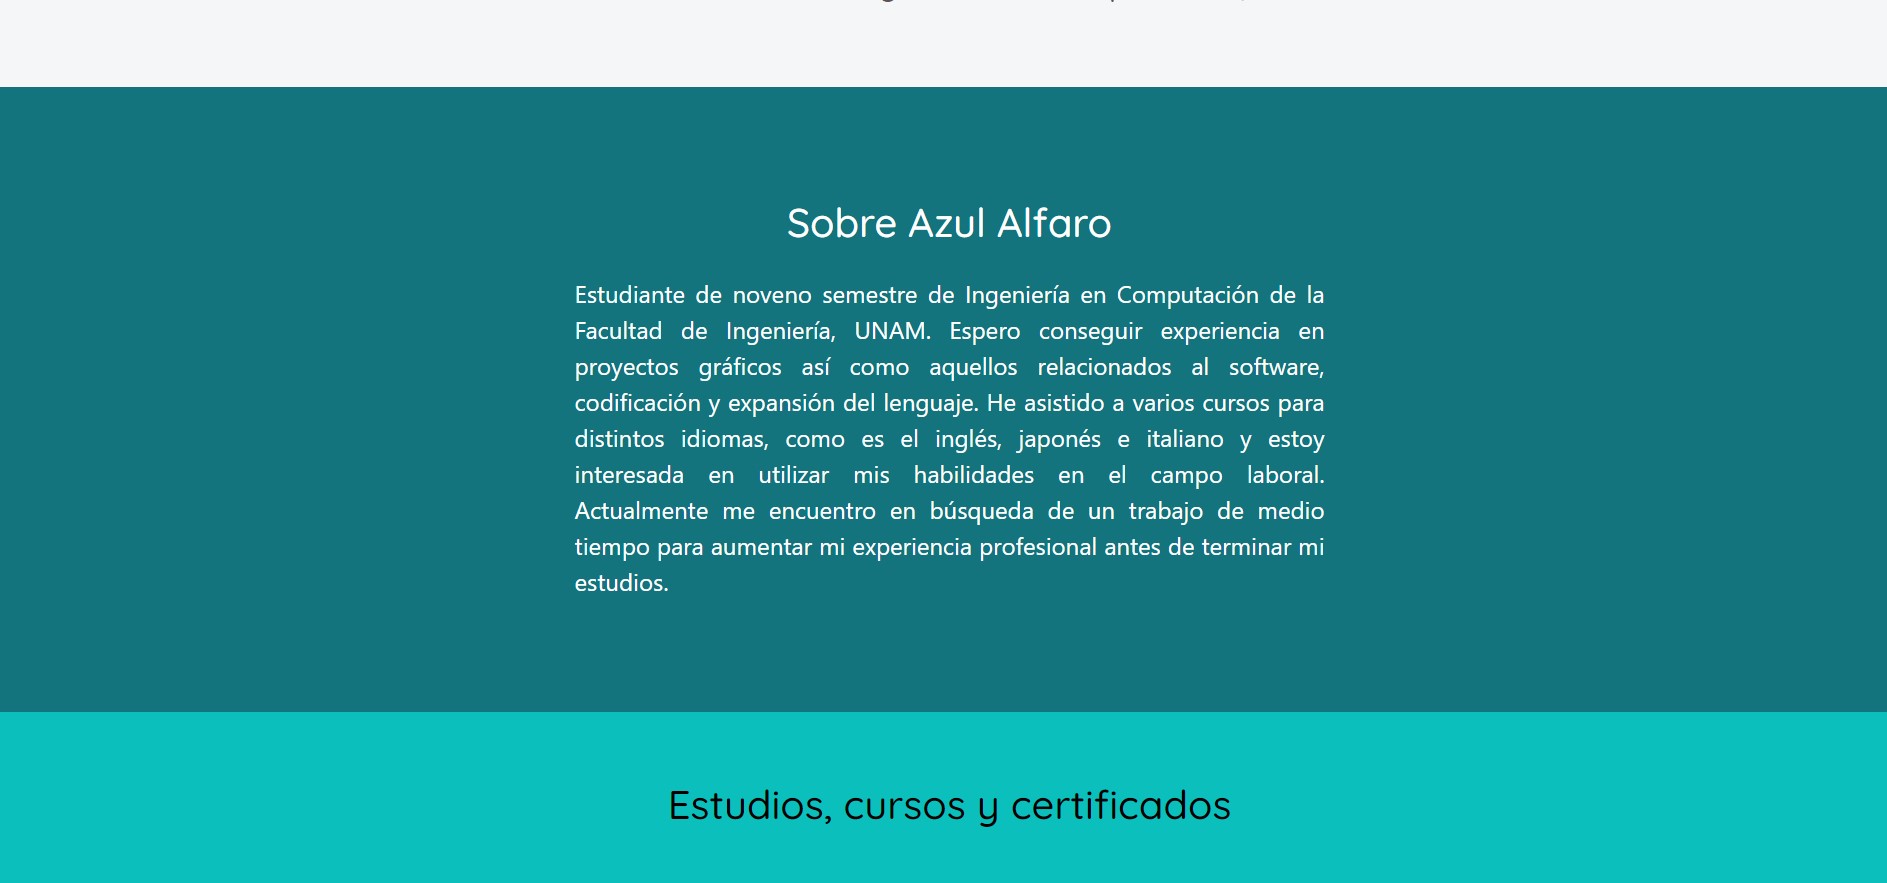 Sobre Azul Alfaro
Estudiante de noveno semestre de Ingeniería en Computación de la
Facultad de Ingeniería, UNAM. Espero conseguir experiencia en
proyectos gráficos así como aquellos relacionados al software,
codificación y expansión del lenguaje. He asistido a varios cursos para
distintos idiomas, como es el inglés, japonés e italiano y estoy
interesada en utilizar mis habilidades en el campo laboral.
Actualmente me encuentro en búsqueda de un trabajo de medio
tiempo para aumentar mi experiencia profesional antes de terminar mi
estudios.
Estudios, cursos y certificados